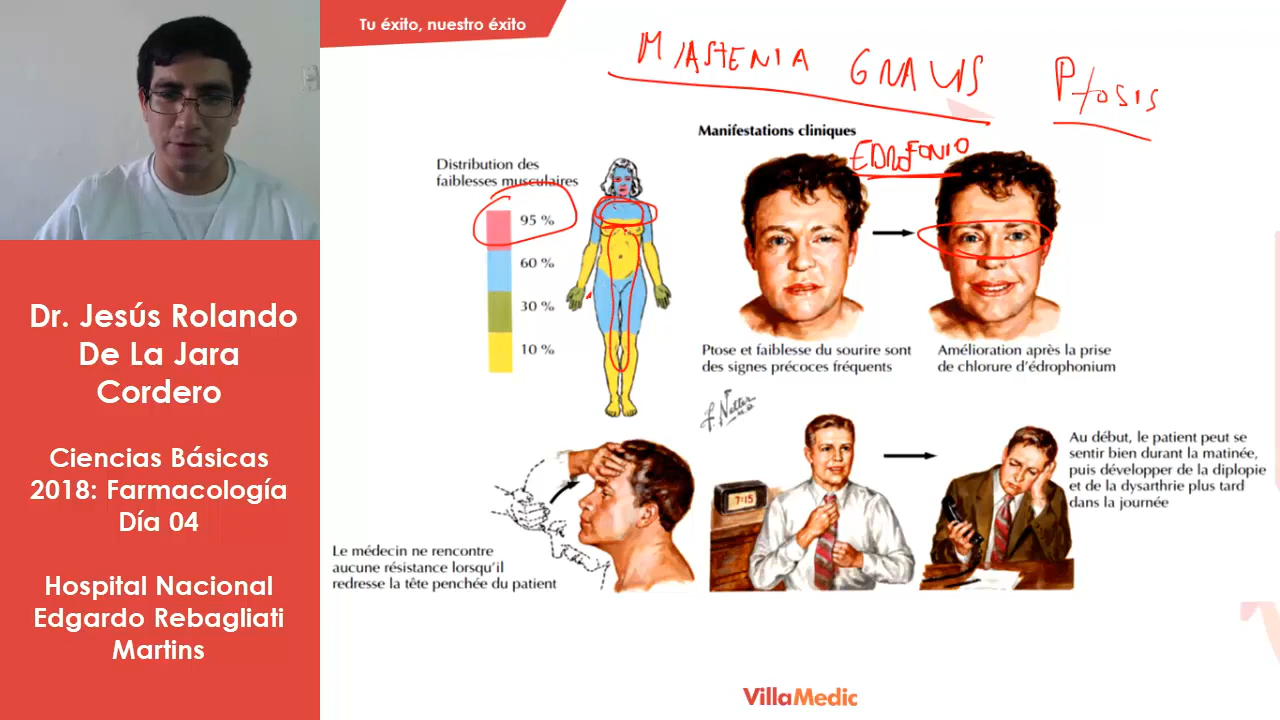 Tu éxito, nuestro éxito
MIASTENIA GRAVIS
Ptosis
Manifestations cliniques
EDROFONIO
Distribution des
faiblesses musculaires
95 %
60 %
30 %
10 %
Ptose et faiblesse du sourire sont
des signes précoces fréquents
Amélioration après la prise
de chlorure d'édrophonium
F. Netter
M.D.
7:15
Au début, le patient peut se
sentir bien durant la matinée,
puis développer de la diplopie
et de la dysarthrie plus tard
dans la journée
Le médecin ne rencontre
aucune résistance lorsqu'il
redresse la tête penchée du patient
Dr. Jesús Rolando
De La Jara
Cordero
Ciencias Básicas
2018: Farmacología
Día 04
Hospital Nacional
Edgardo Rebagliati
Martins
VillaMedic